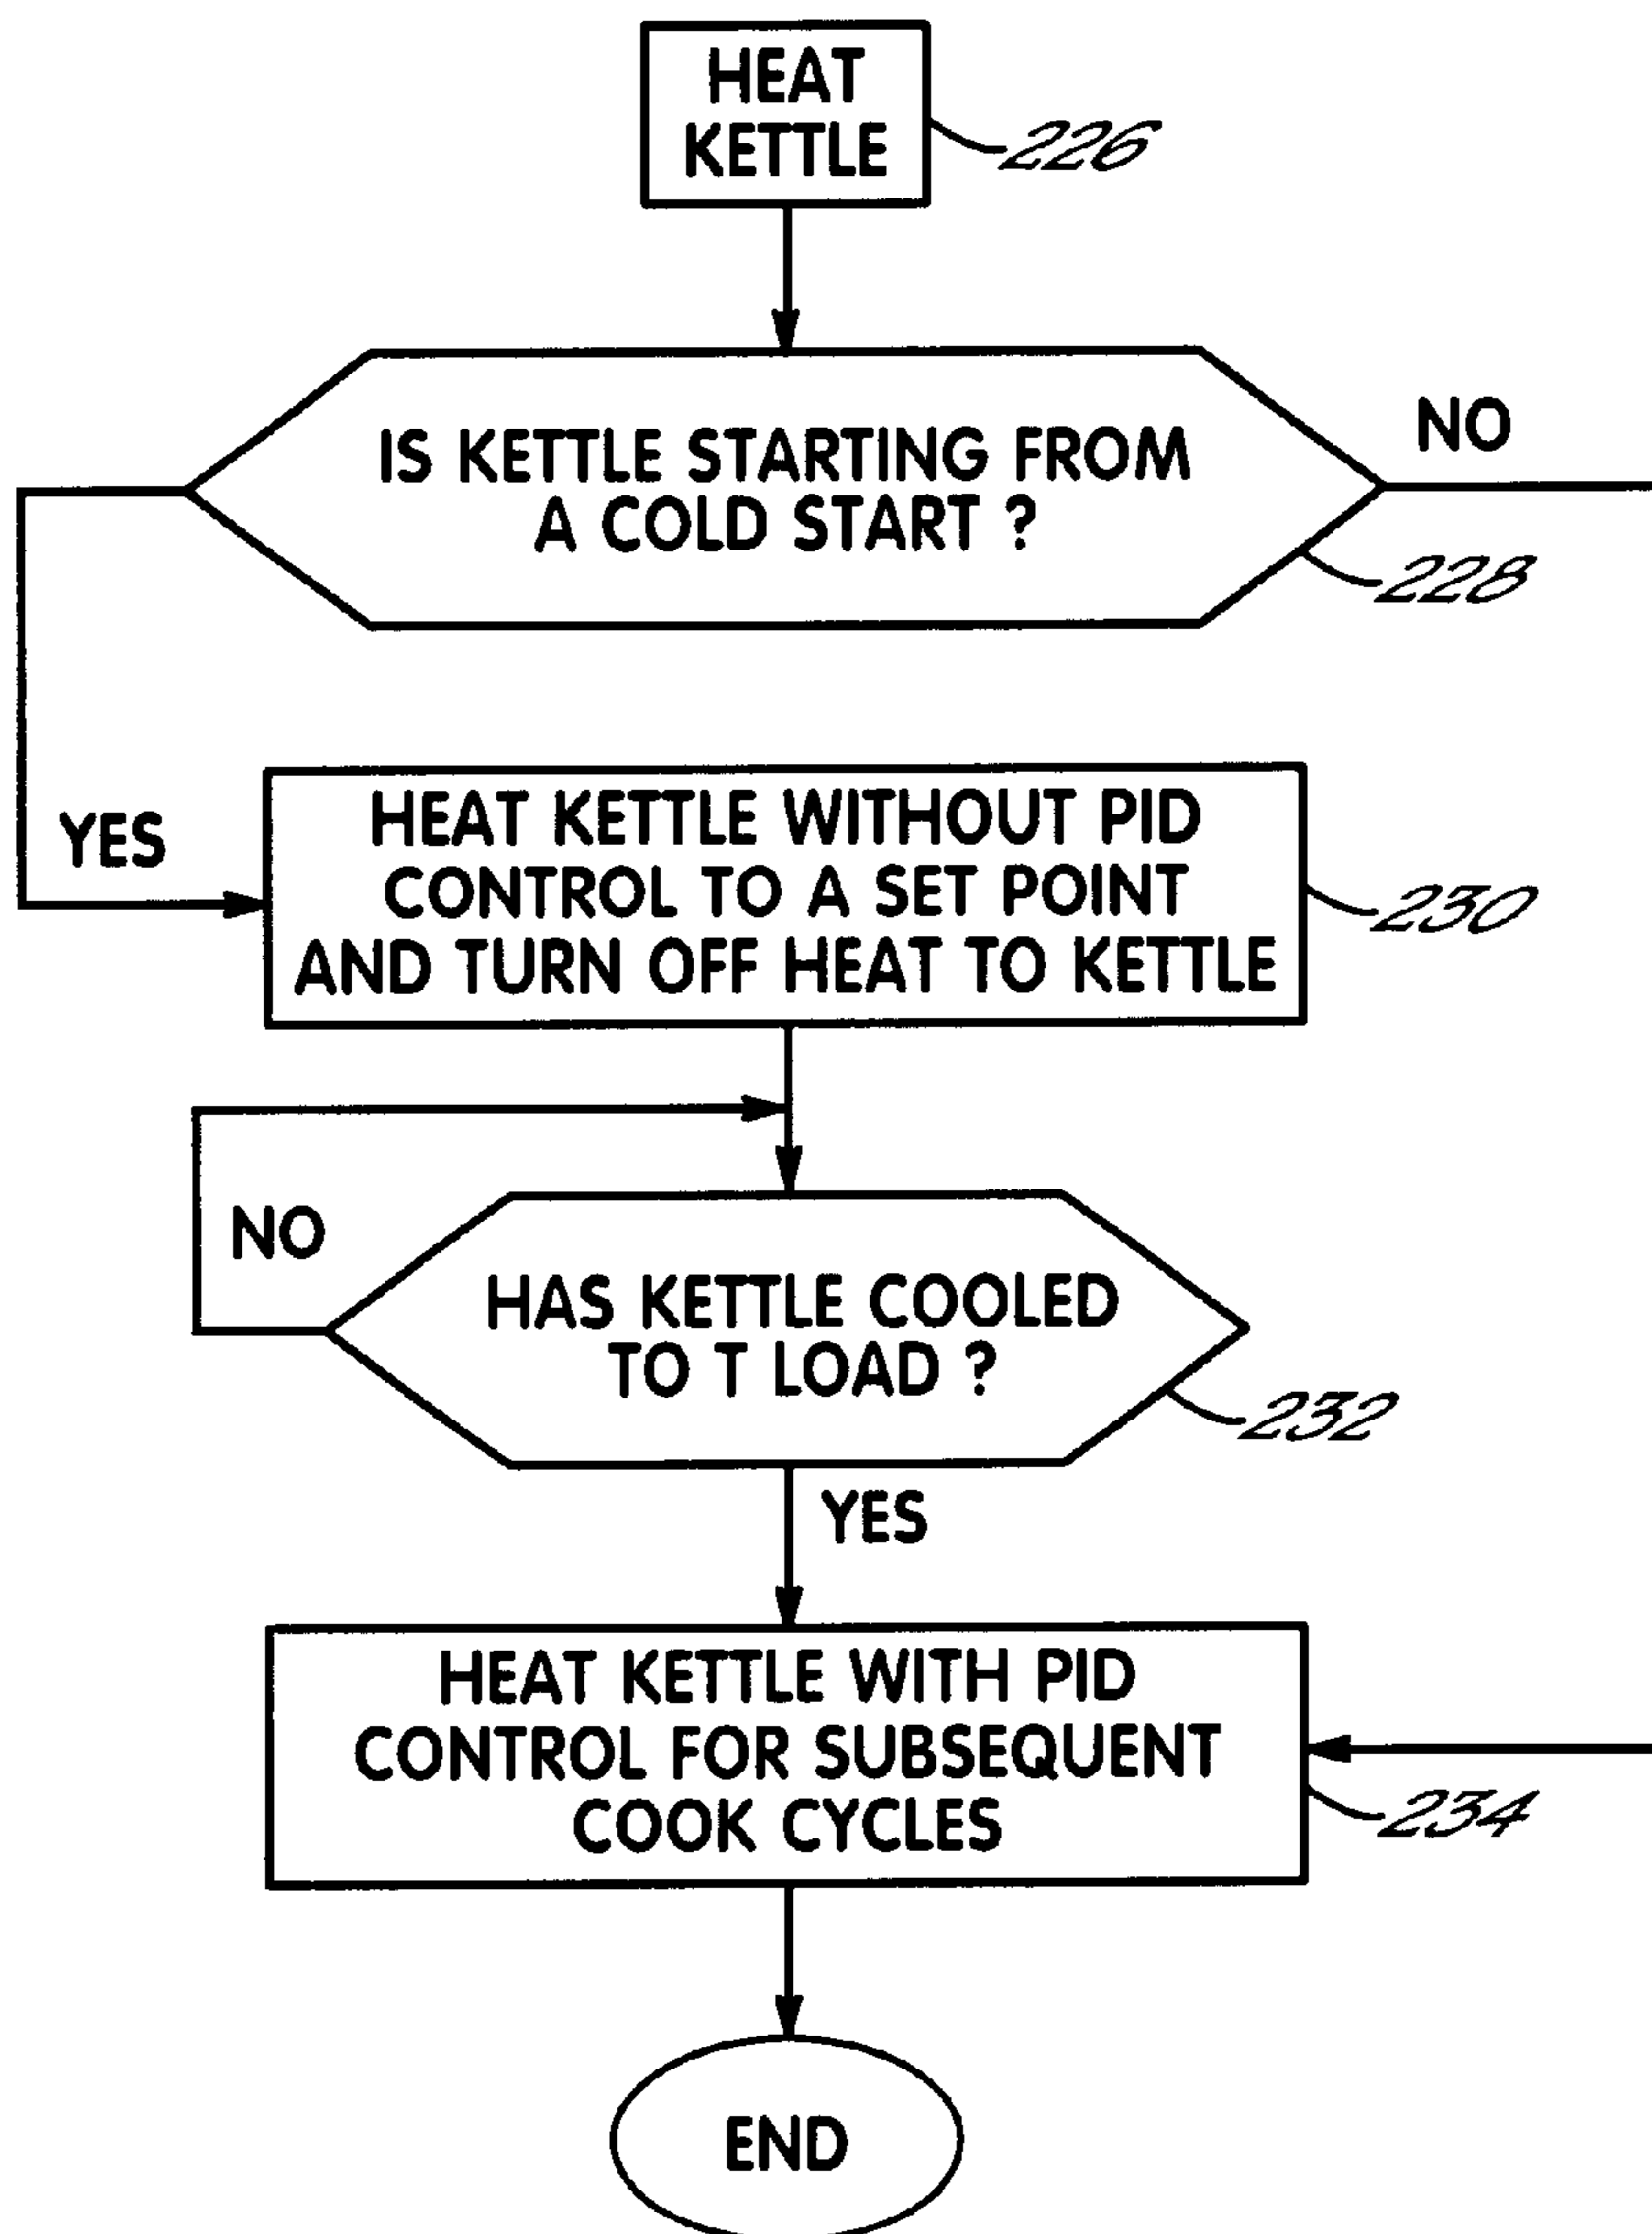 HEAT
KETTLE
226
IS KETTLE STARTING FROM
A COLD START ?
NO
228
YES
HEAT KETTLE WITHOUT PID
CONTROL TO A SET POINT
AND TURN OFF HEAT TO KETTLE
230
NO
HAS KETTLE COOLED
TO T LOAD ?
232
YES
HEAT KETTLE WITH PID
CONTROL FOR SUBSEQUENT
COOK CYCLES
234
END